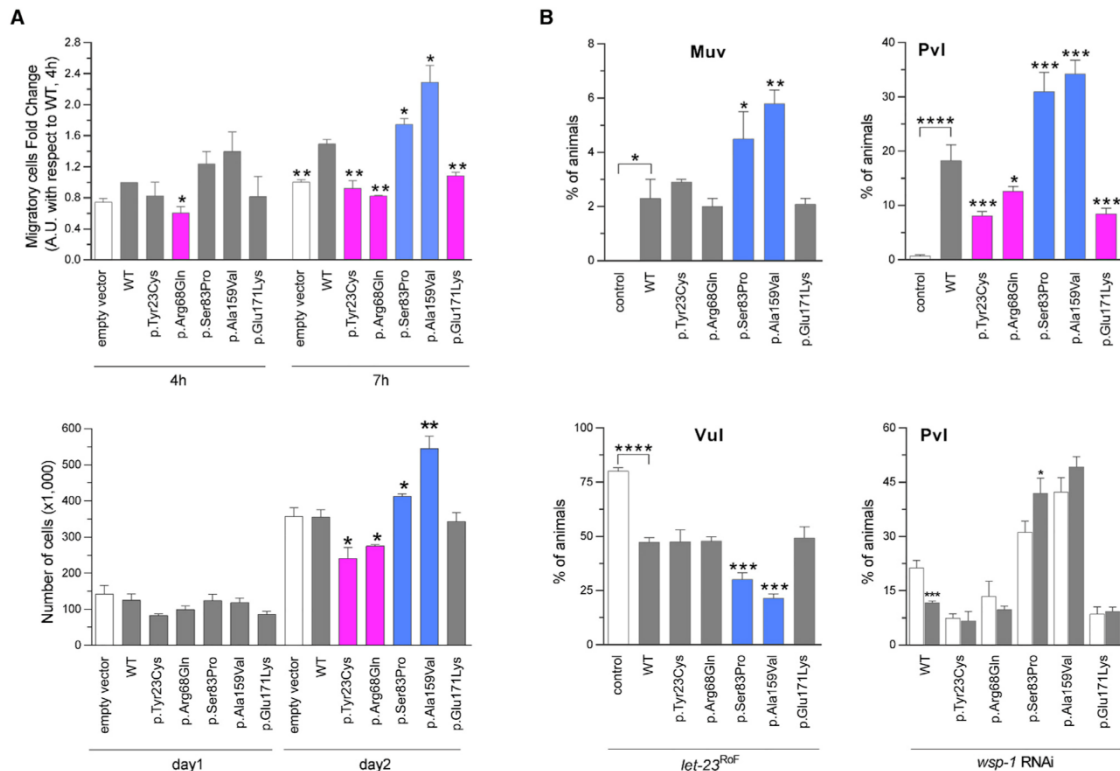 A
Migratory cells Fold Change
(A.U. with respect to WT, 4h)
2.8
2.4
2.0
1.6
1.2
0.8
0.4
0.0
*
** ** ** * * **
empty vector
WT
p.Tyr23Cys
p.Arg68Gln
p.Ser83Pro
p.Ala159Val
p.Glu171Lys
empty vector
WT
p.Tyr23Cys
p.Arg68Gln
p.Ser83Pro
p.Ala159Val
p.Glu171Lys
4h
7h
Number of cells (x1,000)
600
500
400
300
200
100
0
* * * **
empty vector
WT
p.Tyr23Cys
p.Arg68Gln
p.Ser83Pro
p.Ala159Val
p.Glu171Lys
empty vector
WT
p.Tyr23Cys
p.Arg68Gln
p.Ser83Pro
p.Ala159Val
p.Glu171Lys
day1
day2
B
Muv
% of animals
8
6
4
2
0
* * **
control
WT
p.Tyr23Cys
p.Arg68Gln
p.Ser83Pro
p.Ala159Val
p.Glu171Lys
Pvl
% of animals
40
30
20
10
0
**** *** * *** *** ***
control
WT
p.Tyr23Cys
p.Arg68Gln
p.Ser83Pro
p.Ala159Val
p.Glu171Lys
Vul
% of animals
100
75
50
25
0
**** *** ***
control
WT
p.Tyr23Cys
p.Arg68Gln
p.Ser83Pro
p.Ala159Val
p.Glu171Lys
let-23RoF
Pvl
% of animals
60
45
30
15
0
*** *
WT
p.Tyr23Cys
p.Arg68Gln
p.Ser83Pro
p.Ala159Val
p.Glu171Lys
wsp-1 RNAi